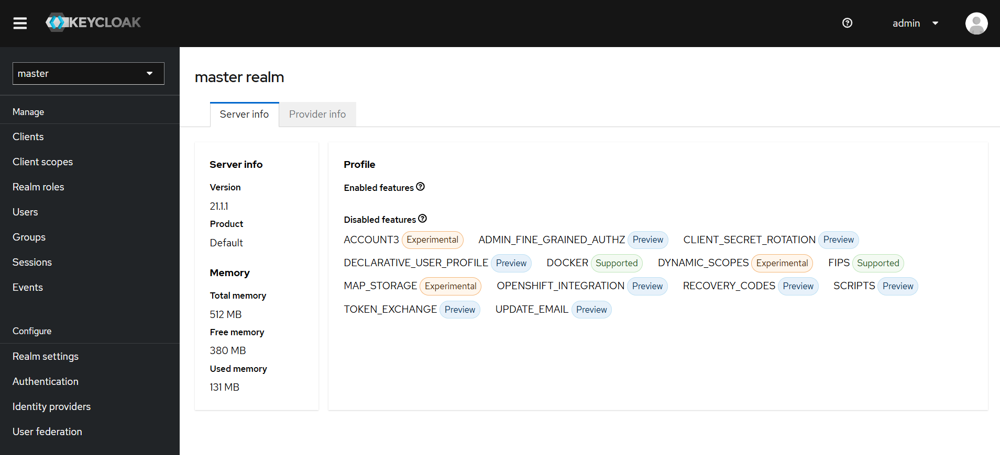 KEYCLOAK
admin
master
Manage
Clients
Client scopes
Realm roles
Users
Groups
Sessions
Events
Configure
Realm settings
Authentication
Identity providers
User federation
master realm
Server info Provider info
Server info
Version
21.1.1
Product
Default
Memory
Total memory
512 MB
Free memory
380 MB
Used memory
131 MB
Profile
Enabled features
Disabled features
ACCOUNT3 Experimental ADMIN_FINE_GRAINED_AUTHZ Preview CLIENT_SECRET_ROTATION Preview
DECLARATIVE_USER_PROFILE Preview DOCKER Supported DYNAMIC_SCOPES Experimental FIPS Supported
MAP_STORAGE Experimental OPENSHIFT_INTEGRATION Preview RECOVERY_CODES Preview SCRIPTS Preview
TOKEN_EXCHANGE Preview UPDATE_EMAIL Preview